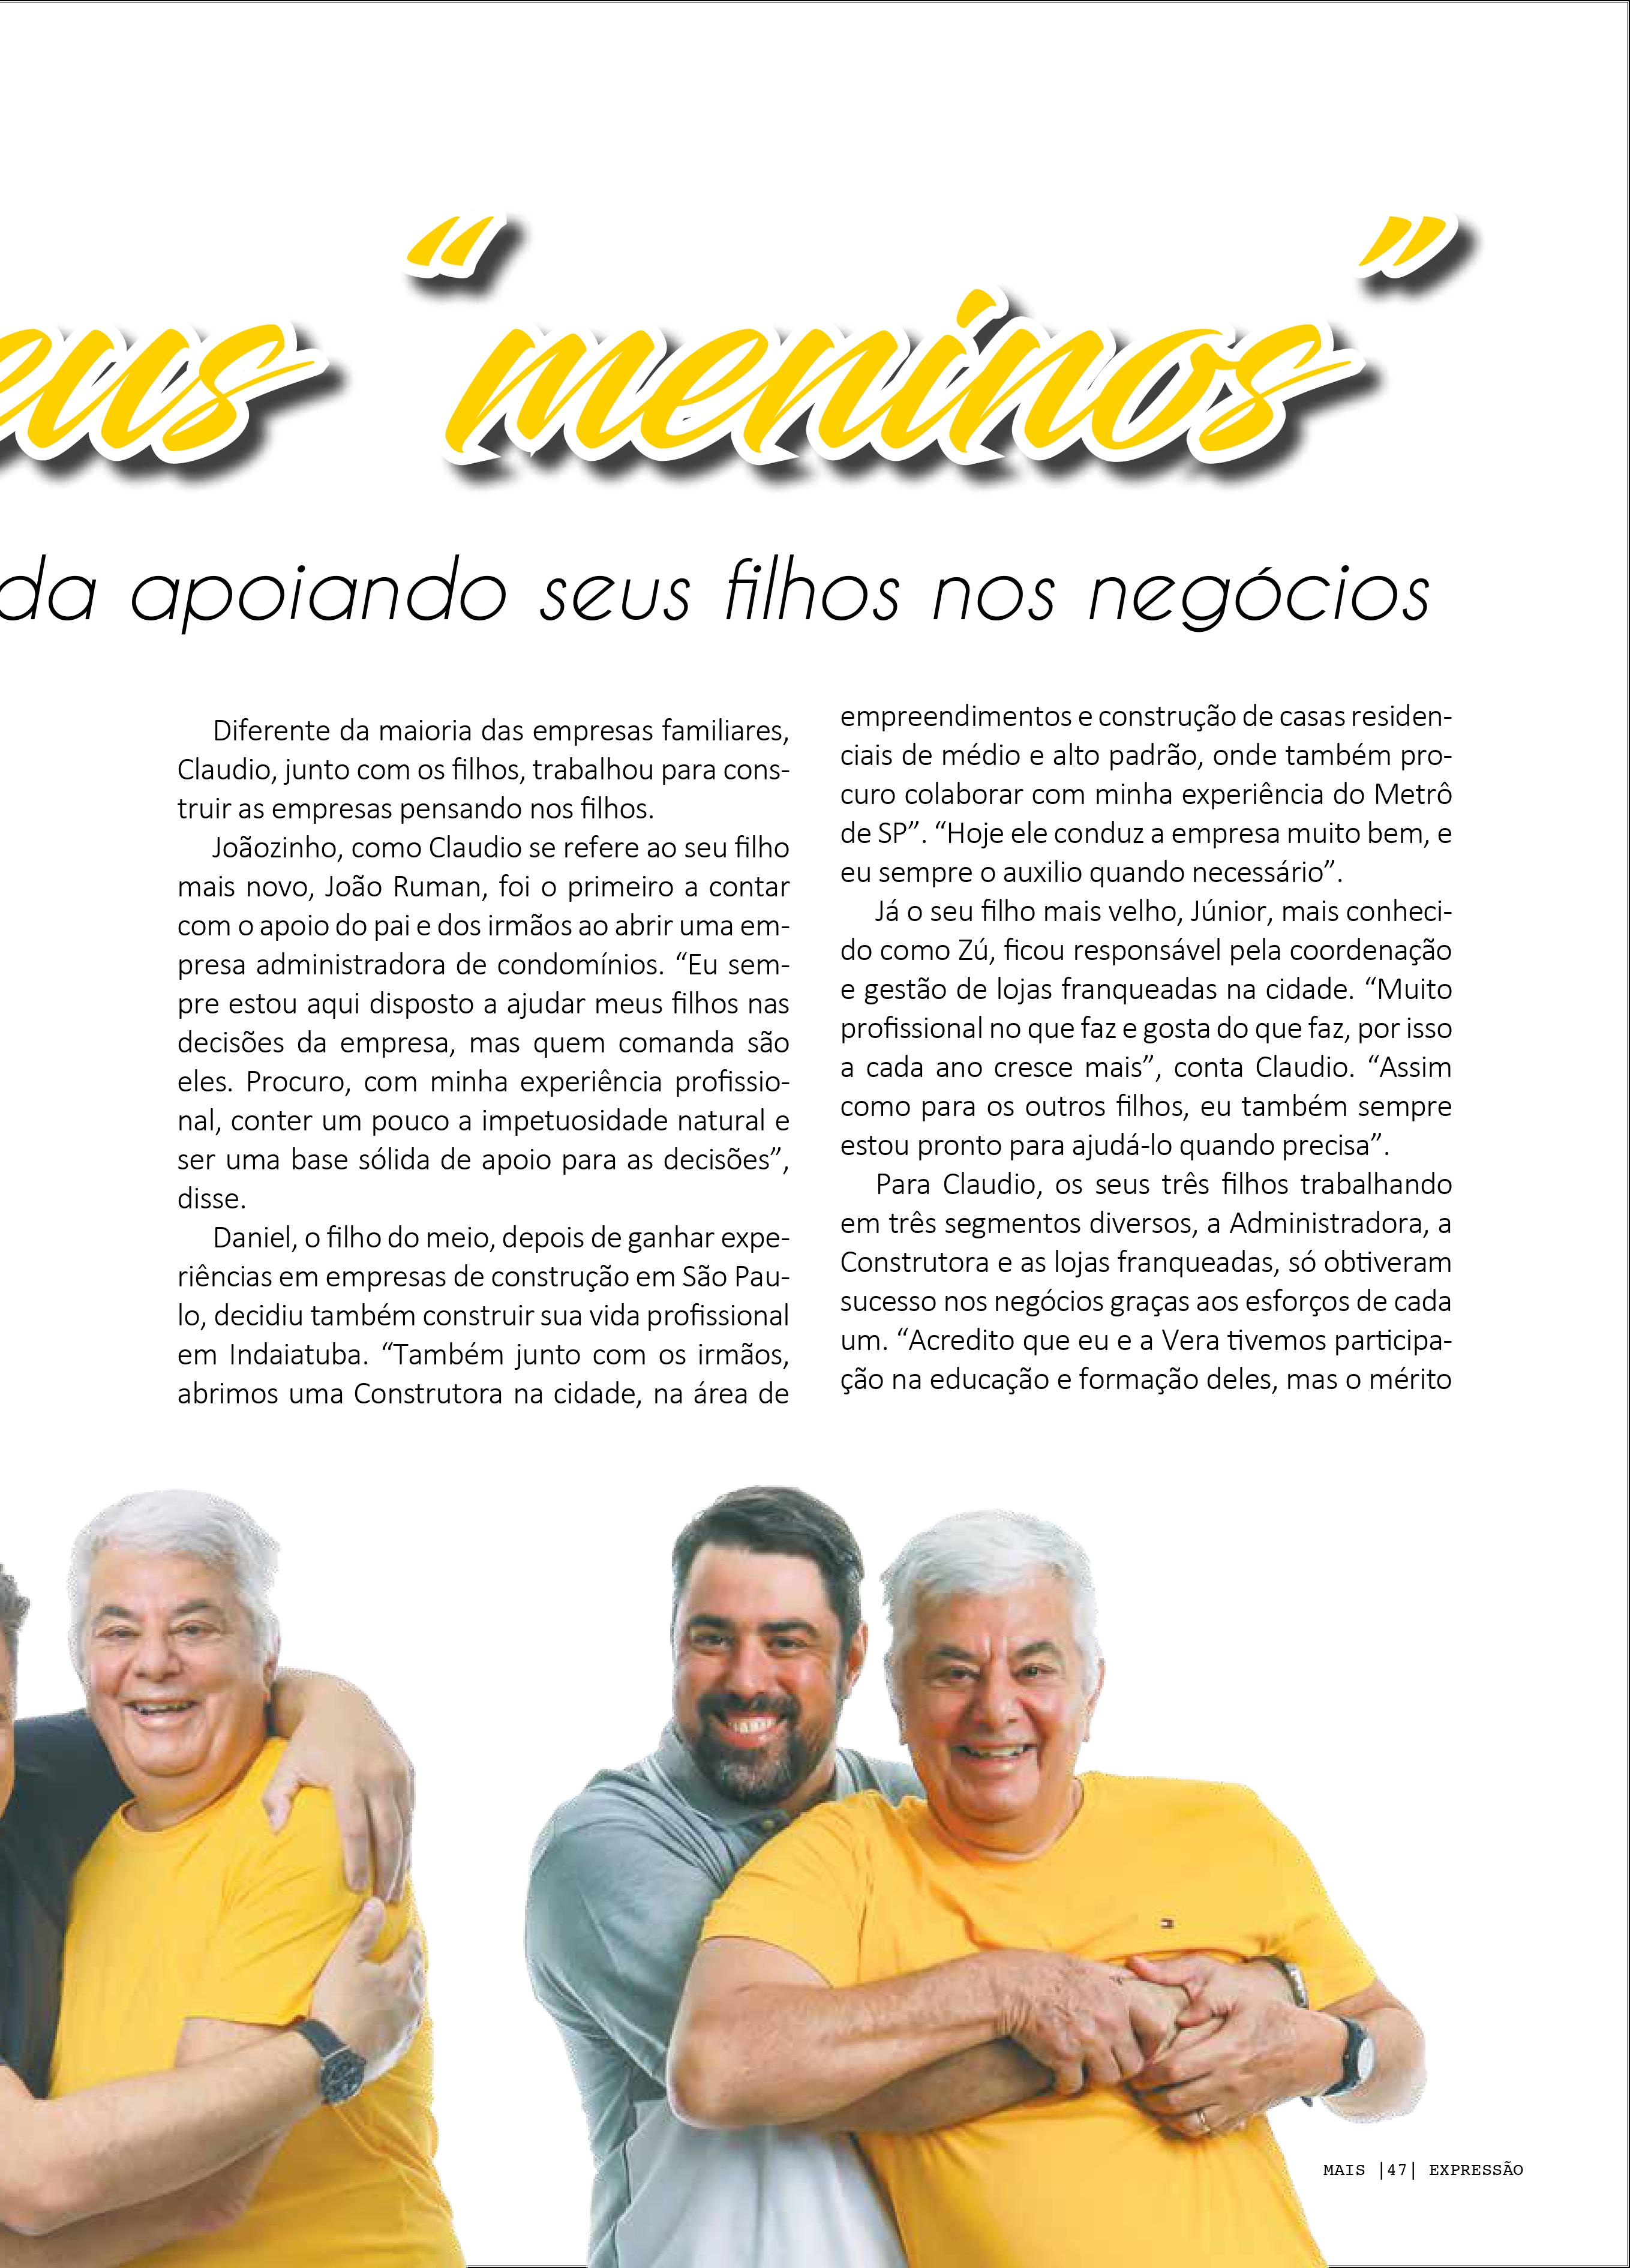 eus “meninos”
da apoiando seus filhos nos negócios
Diferente da maioria das empresas familiares,
Claudio, junto com os filhos, trabalhou para cons-
truir as empresas pensando nos filhos.
Joãozinho, como Claudio se refere ao seu filho
mais novo, João Ruman, foi o primeiro a contar
com o apoio do pai e dos irmãos ao abrir uma em-
presa administradora de condomínios. “Eu sem-
pre estou aqui disposto a ajudar meus filhos nas
decisões da empresa, mas quem comanda são
eles. Procuro, com minha experiência profissio-
nal, conter um pouco a impetuosidade natural e
ser uma base sólida de apoio para as decisões”,
disse.
Daniel, o filho do meio, depois de ganhar expe-
riências em empresas de construção em São Pau-
lo, decidiu também construir sua vida profissional
em Indaiatuba. “Também junto com os irmãos,
abrimos uma Construtora na cidade, na área de
empreendimentos e construção de casas residen-
ciais de médio e alto padrão, onde também pro-
curo colaborar com minha experiência do Metrô
de SP”. “Hoje ele conduz a empresa muito bem, e
eu sempre o auxilio quando necessário”.
Já o seu filho mais velho, Júnior, mais conheci-
do como Zú, ficou responsável pela coordenação
e gestão de lojas franqueadas na cidade. “Muito
profissional no que faz e gosta do que faz, por isso
a cada ano cresce mais”, conta Claudio. “Assim
como para os outros filhos, eu também sempre
estou pronto para ajudá-lo quando precisa”.
Para Claudio, os seus três filhos trabalhando
em três segmentos diversos, a Administradora, a
Construtora e as lojas franqueadas, só obtiveram
sucesso nos negócios graças aos esforços de cada
um. “Acredito que eu e a Vera tivemos participa-
ção na educação e formação deles, mas o mérito
MAIS |47| EXPRESSÃO